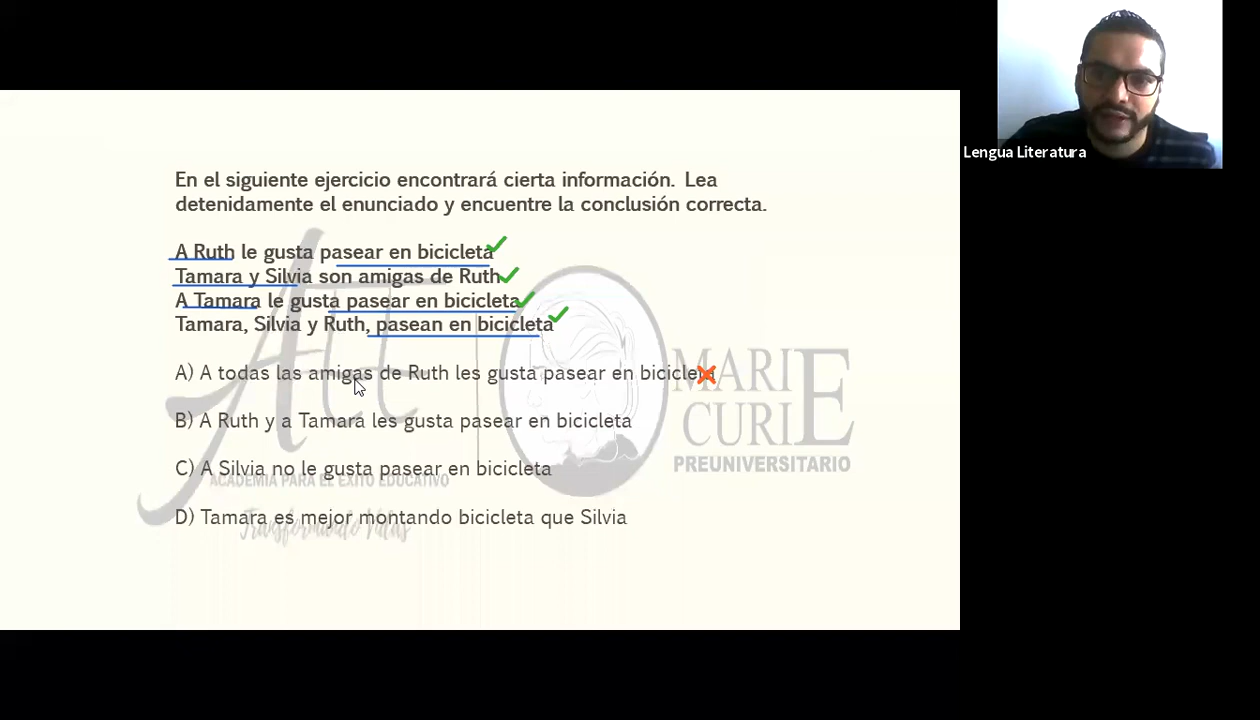 Lengua Literatura
En el siguiente ejercicio encontrará cierta información. Lea
detenidamente el enunciado y encuentre la conclusión correcta.
A Ruth le gusta pasear en bicicleta
Tamara y Silvia son amigas de Ruth
A Tamara le gusta pasear en bicicleta
Tamara, Silvia y Ruth, pasean en bicicleta
A) A todas las amigas de Ruth les gusta pasear en bicicleta
B) A Ruth y a Tamara les gusta pasear en bicicleta
C) A Silvia no le gusta pasear en bicicleta
D) Tamara es mejor montando bicicleta que Silvia
ATC
ACADEMIA PARA EL EXITO EDUCATIVO
Transformando Vidas
MARIE
CURIE
PREUNIVERSITARIO